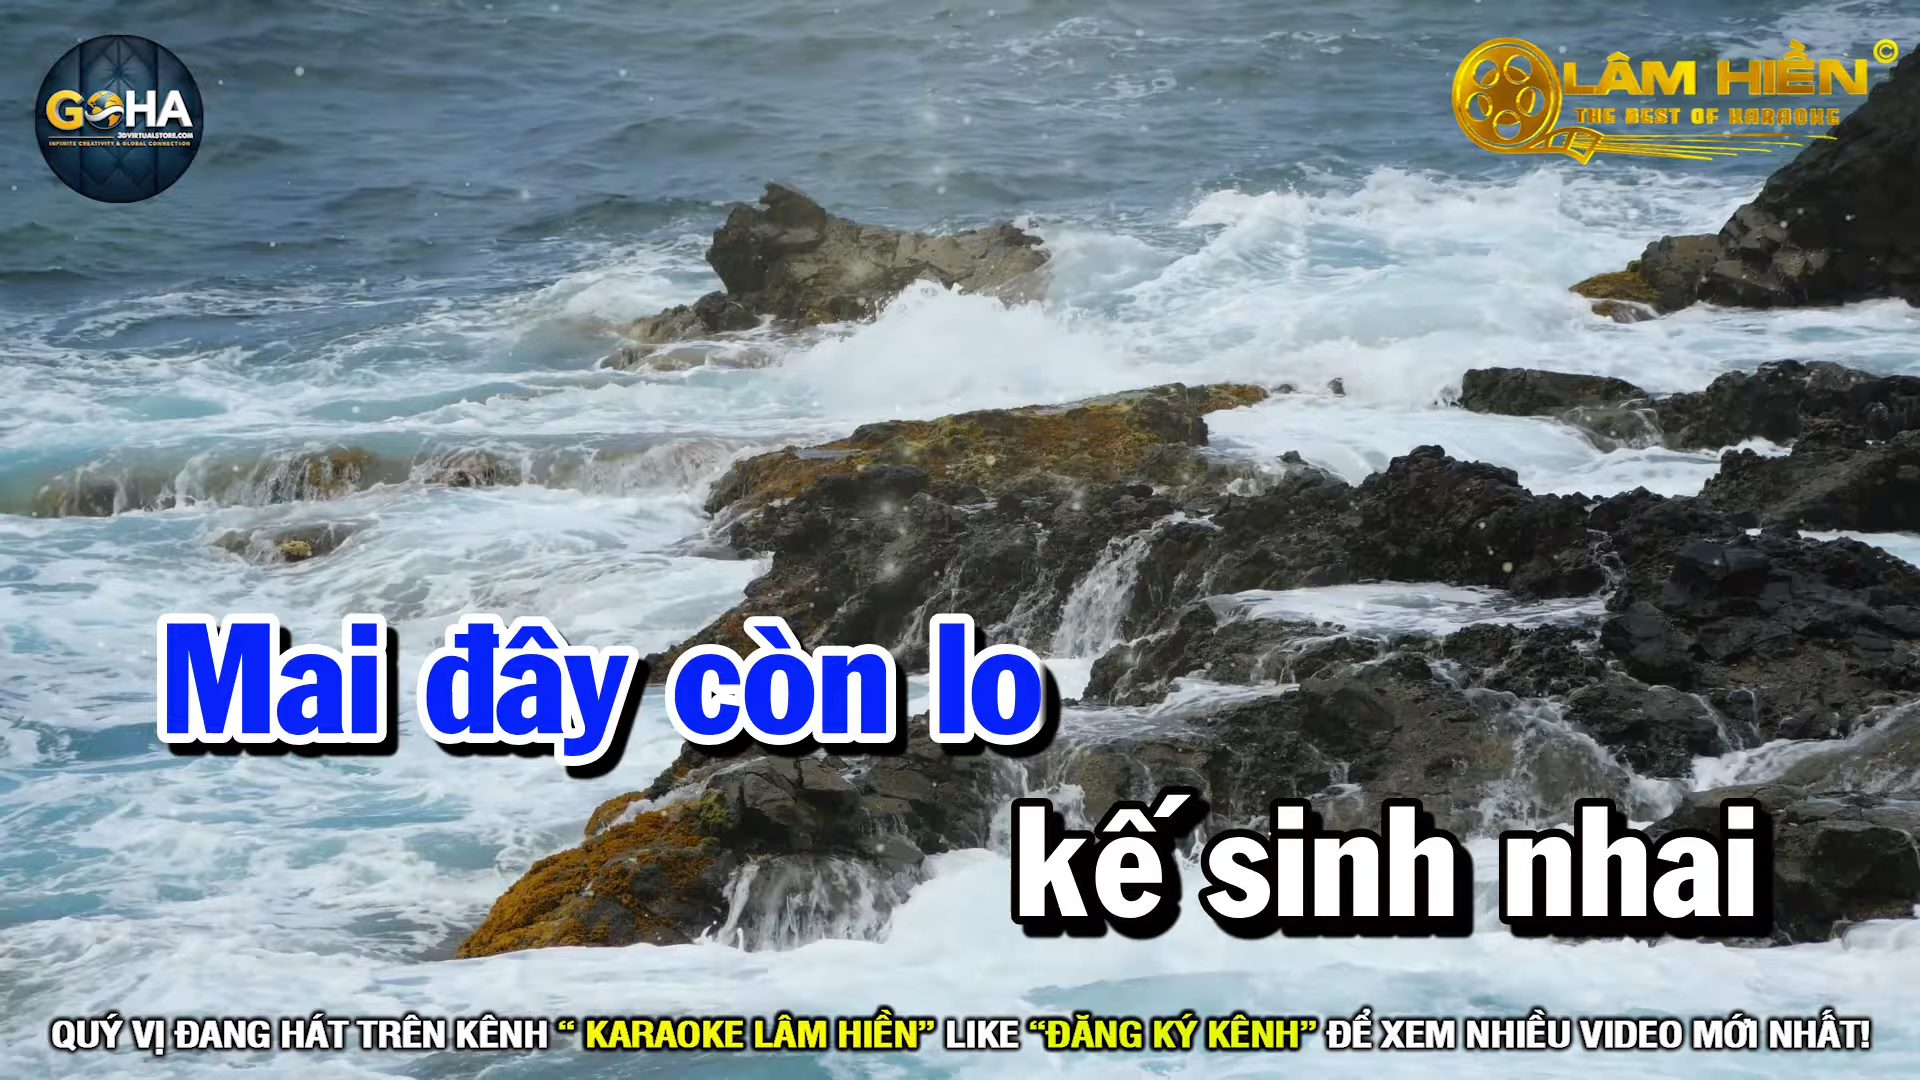 GOHA
3DVIRTUALSTORE.COM
INFINITE CREATIVITY & GLOBAL CONNECTION
LÂM HIỀN ©
THE BEST OF KARAOKE
Mai đây còn lo
kế sinh nhai
QUÝ VỊ ĐANG HÁT TRÊN KÊNH “ KARAOKE LÂM HIỀN” LIKE “ĐĂNG KÝ KÊNH” ĐỂ XEM NHIỀU VIDEO MỚI NHẤT!